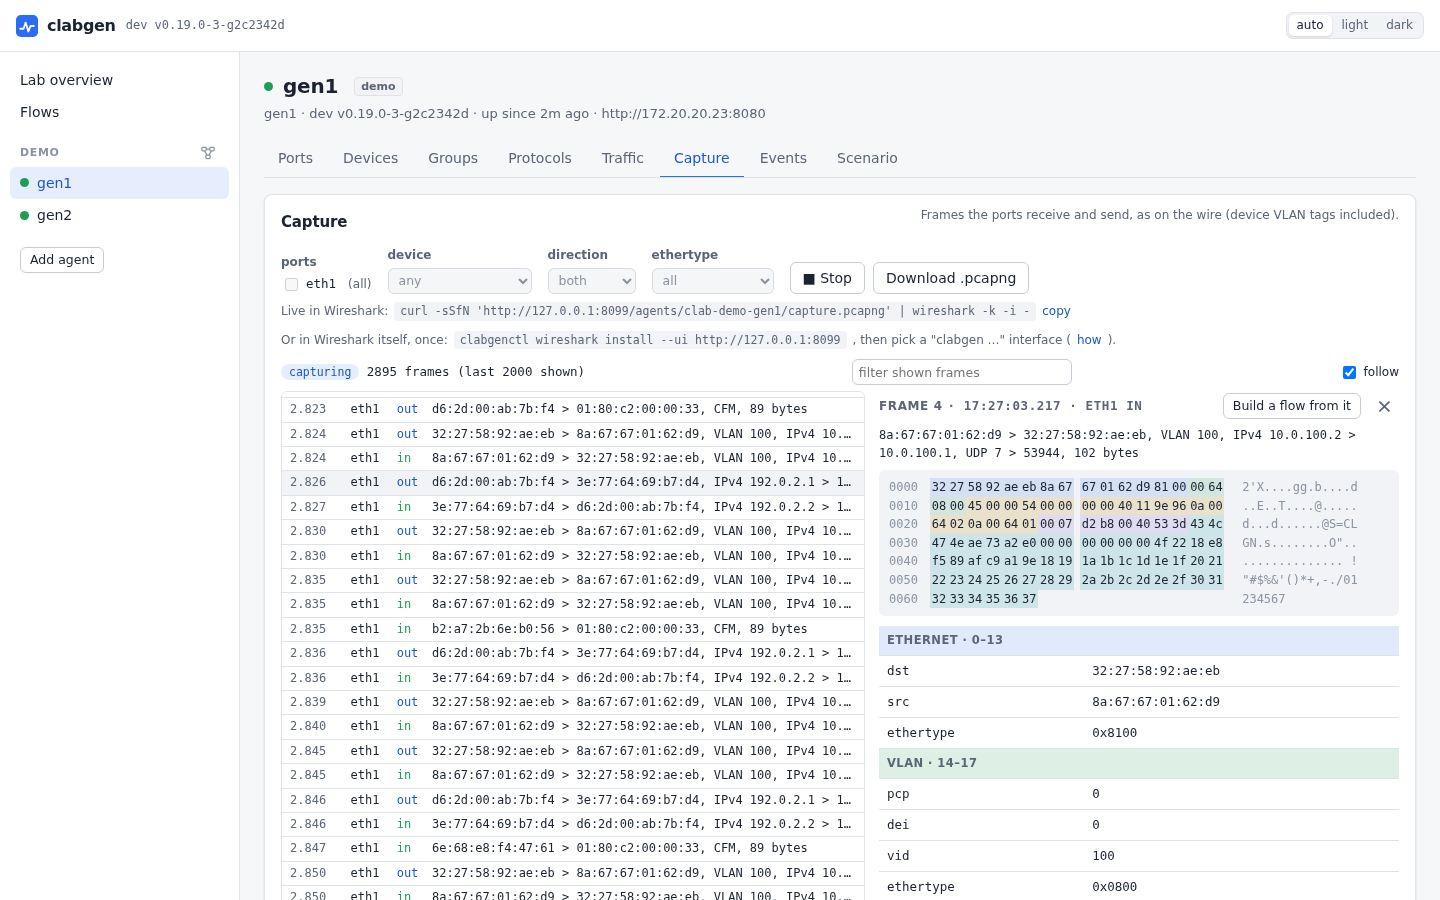 clabgen dev v0.19.0-3-g2c2342d
auto light dark
Lab overview
Flows
DEMO
gen1
gen2
Add agent
gen1 demo
gen1 · dev v0.19.0-3-g2c2342d · up since 2m ago · http://172.20.20.23:8080
Ports Devices Groups Protocols Traffic Capture Events Scenario
Capture
Frames the ports receive and send, as on the wire (device VLAN tags included).
ports device direction ethertype
eth1 (all) any both all ■ Stop Download .pcapng
Live in Wireshark: curl -sSfN 'http://127.0.0.1:8099/agents/clab-demo-gen1/capture.pcapng' | wireshark -k -i - copy
Or in Wireshark itself, once: clabgenctl wireshark install --ui http://127.0.0.1:8099 , then pick a "clabgen …" interface ( how ).
capturing 2895 frames (last 2000 shown) filter shown frames follow
2.823 eth1 out d6:2d:00:ab:7b:f4 > 01:80:c2:00:00:33, CFM, 89 bytes
2.824 eth1 out 32:27:58:92:ae:eb > 8a:67:67:01:62:d9, VLAN 100, IPv4 10.…
2.824 eth1 in 8a:67:67:01:62:d9 > 32:27:58:92:ae:eb, VLAN 100, IPv4 10.…
2.826 eth1 out d6:2d:00:ab:7b:f4 > 3e:77:64:69:b7:d4, IPv4 192.0.2.1 > 1…
2.827 eth1 in 3e:77:64:69:b7:d4 > d6:2d:00:ab:7b:f4, IPv4 192.0.2.2 > 1…
2.830 eth1 out 32:27:58:92:ae:eb > 8a:67:67:01:62:d9, VLAN 100, IPv4 10.…
2.830 eth1 in 8a:67:67:01:62:d9 > 32:27:58:92:ae:eb, VLAN 100, IPv4 10.…
2.835 eth1 out 32:27:58:92:ae:eb > 8a:67:67:01:62:d9, VLAN 100, IPv4 10.…
2.835 eth1 in 8a:67:67:01:62:d9 > 32:27:58:92:ae:eb, VLAN 100, IPv4 10.…
2.835 eth1 in b2:a7:2b:6e:b0:56 > 01:80:c2:00:00:33, CFM, 89 bytes
2.836 eth1 out d6:2d:00:ab:7b:f4 > 3e:77:64:69:b7:d4, IPv4 192.0.2.1 > 1…
2.836 eth1 in 3e:77:64:69:b7:d4 > d6:2d:00:ab:7b:f4, IPv4 192.0.2.2 > 1…
2.839 eth1 out 32:27:58:92:ae:eb > 8a:67:67:01:62:d9, VLAN 100, IPv4 10.…
2.840 eth1 in 8a:67:67:01:62:d9 > 32:27:58:92:ae:eb, VLAN 100, IPv4 10.…
2.845 eth1 out 32:27:58:92:ae:eb > 8a:67:67:01:62:d9, VLAN 100, IPv4 10.…
2.845 eth1 in 8a:67:67:01:62:d9 > 32:27:58:92:ae:eb, VLAN 100, IPv4 10.…
2.846 eth1 out d6:2d:00:ab:7b:f4 > 3e:77:64:69:b7:d4, IPv4 192.0.2.1 > 1…
2.846 eth1 in 3e:77:64:69:b7:d4 > d6:2d:00:ab:7b:f4, IPv4 192.0.2.2 > 1…
2.847 eth1 in 6e:68:e8:f4:47:61 > 01:80:c2:00:00:33, CFM, 89 bytes
2.850 eth1 out 32:27:58:92:ae:eb > 8a:67:67:01:62:d9, VLAN 100, IPv4 10.…
2.850 eth1 in 8a:67:67:01:62:d9 > 32:27:58:92:ae:eb, VLAN 100, IPv4 10.…
FRAME 4 · 17:27:03.217 · ETH1 IN Build a flow from it ✕
8a:67:67:01:62:d9 > 32:27:58:92:ae:eb, VLAN 100, IPv4 10.0.100.2 >
10.0.100.1, UDP 7 > 53944, 102 bytes
0000 32 27 58 92 ae eb 8a 67 67 01 62 d9 81 00 00 64 2'X....gg.b....d
0010 08 00 45 00 00 54 00 00 00 00 40 11 9e 96 0a 00 ..E..T....@.....
0020 64 02 0a 00 64 01 00 07 d2 b8 00 40 53 3d 43 4c d...d......@S=CL
0030 47 4e ae 73 a2 e0 00 00 00 00 00 00 4f 22 18 e8 GN.s........O"..
0040 f5 89 af c9 a1 9e 18 19 1a 1b 1c 1d 1e 1f 20 21 .............. !
0050 22 23 24 25 26 27 28 29 2a 2b 2c 2d 2e 2f 30 31 "#$%&'()*+,-./01
0060 32 33 34 35 36 37 234567
ETHERNET · 0–13
dst 32:27:58:92:ae:eb
src 8a:67:67:01:62:d9
ethertype 0x8100
VLAN · 14–17
pcp 0
dei 0
vid 100
ethertype 0x0800